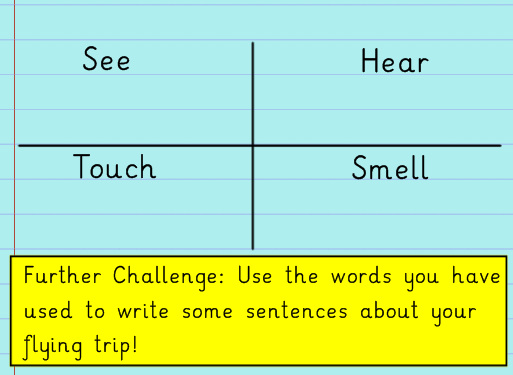 See
Hear
Touch
Smell
Further Challenge: Use the words you have
used to write some sentences about your
flying trip!